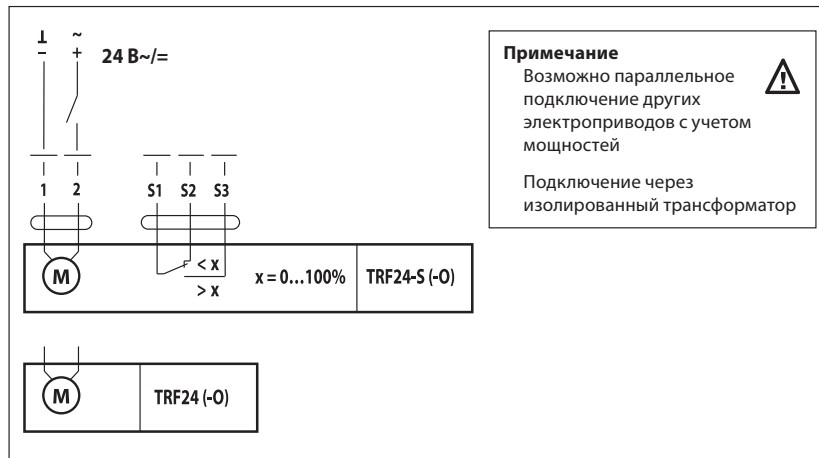 ⊥ ~
– + 24 В~/=
1 2 S1 S2 S3
M < x x = 0...100% TRF24-S (-O)
> x
M TRF24 (-O)
Примечание
Возможно параллельное
подключение других
электроприводов с учетом
мощностей
Подключение через
изолированный трансформатор